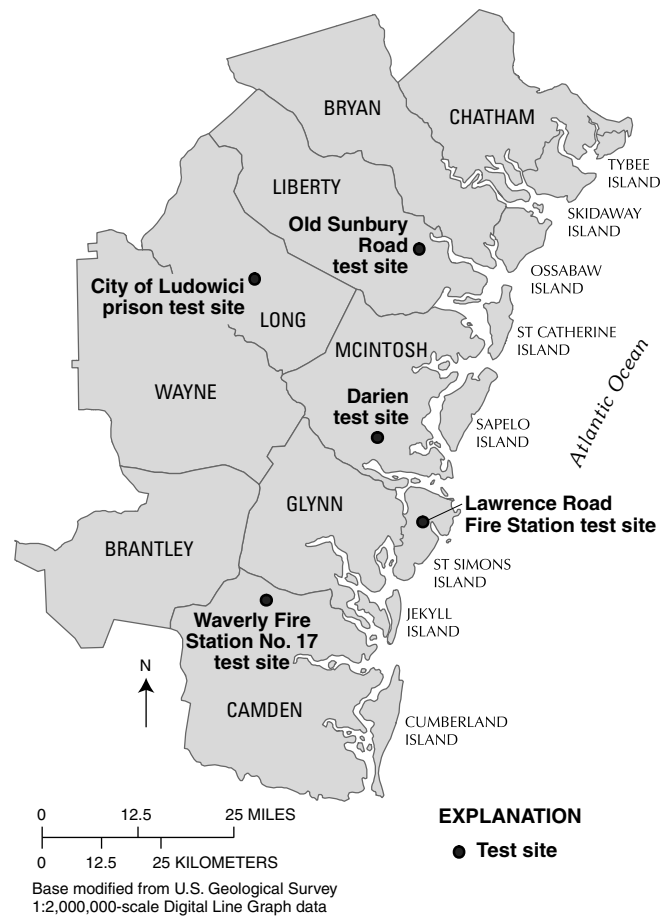 BRYAN
CHATHAM
TYBEE
ISLAND
LIBERTY
SKIDAWAY
ISLAND
Old Sunbury
Road
test site
OSSABAW
ISLAND
City of Ludowici
prison test site
LONG
ST CATHERINE
ISLAND
MCINTOSH
Atlantic Ocean
WAYNE
Darien
test site
SAPELO
ISLAND
GLYNN
Lawrence Road
Fire Station test site
BRANTLEY
ST SIMONS
ISLAND
JEKYLL
ISLAND
Waverly Fire
Station No. 17
test site
N
CAMDEN
CUMBERLAND
ISLAND
0 12.5 25 MILES
0 12.5 25 KILOMETERS
EXPLANATION
Test site
Base modified from U.S. Geological Survey
1:2,000,000-scale Digital Line Graph data